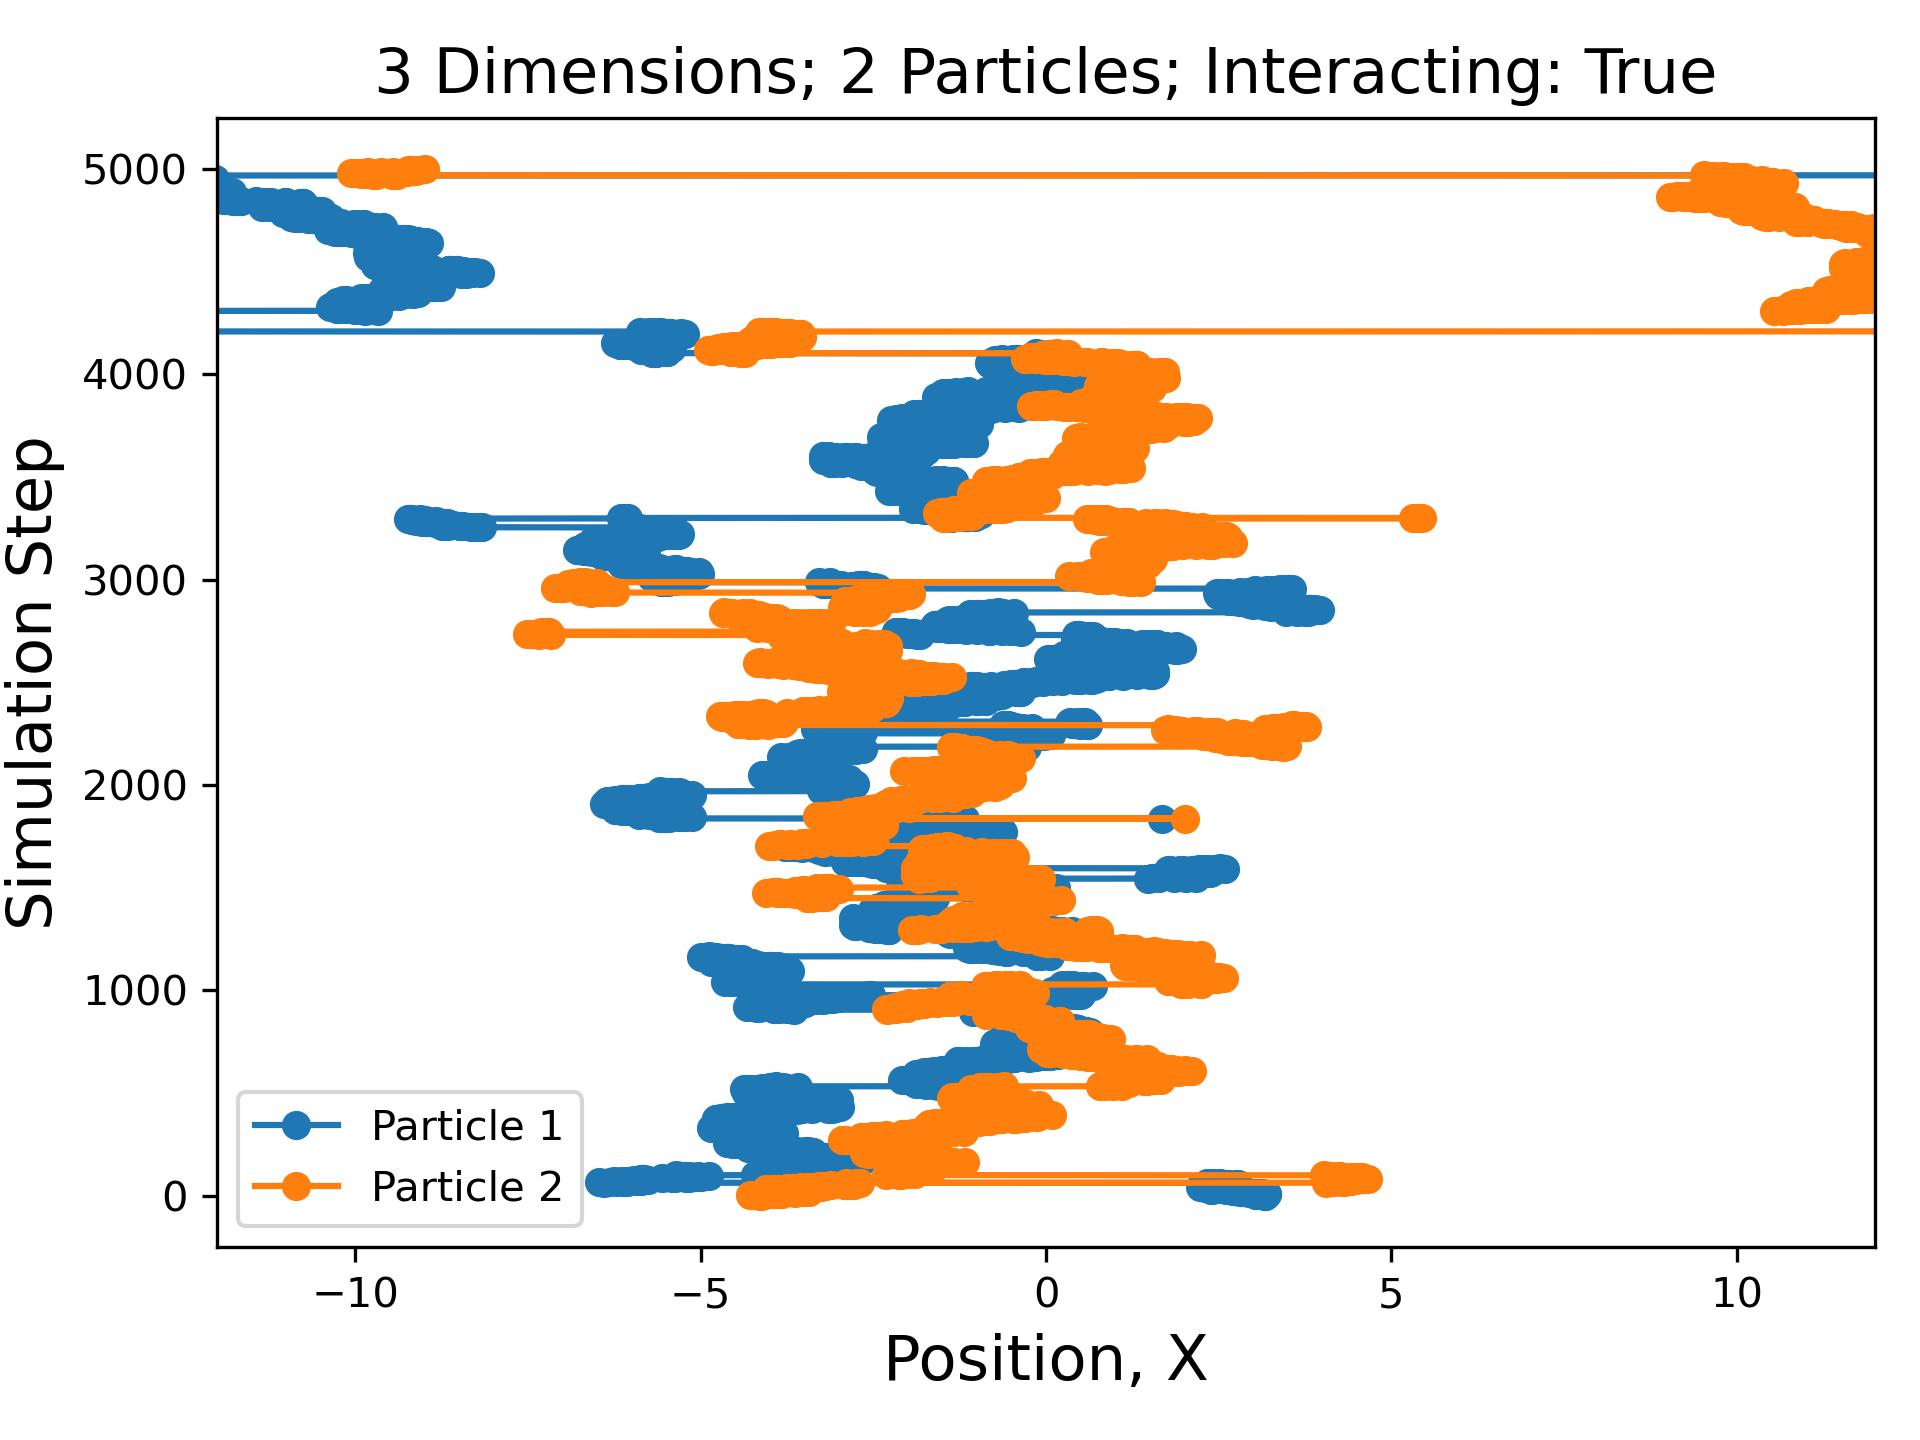 3 Dimensions; 2 Particles; Interacting: True
5000
4000
3000
2000
1000
0
Simulation Step
Particle 1
Particle 2
−10
−5
0
5
10
Position, X